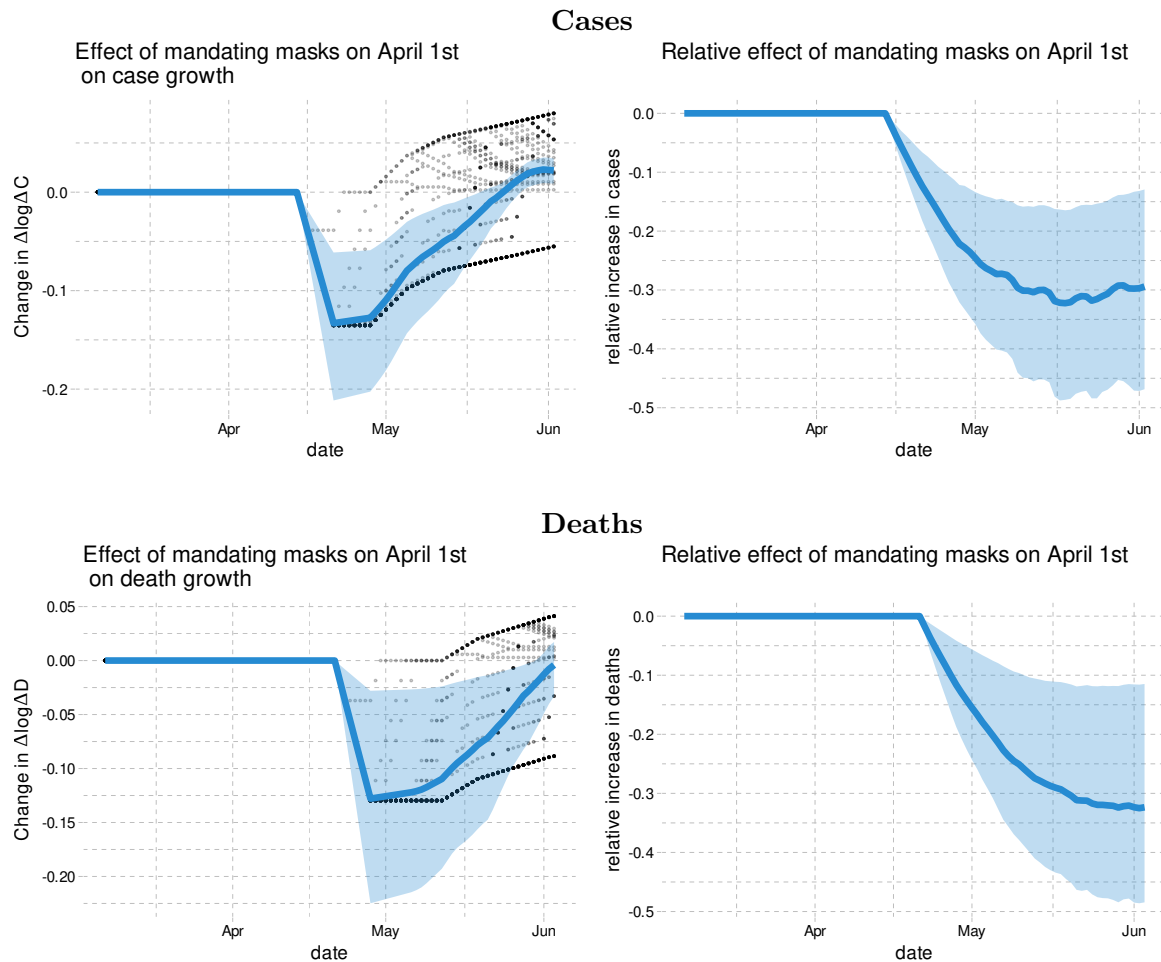 Cases
Effect of mandating masks on April 1st
on case growth
Change in ΔlogΔC
0.0
-0.1
-0.2
Apr
May
Jun
date
Relative effect of mandating masks on April 1st
relative increase in cases
0.0
-0.1
-0.2
-0.3
-0.4
-0.5
Apr
May
Jun
date
Deaths
Effect of mandating masks on April 1st
on death growth
Change in ΔlogΔD
0.05
0.00
-0.05
-0.10
-0.15
-0.20
Apr
May
Jun
date
Relative effect of mandating masks on April 1st
relative increase in deaths
0.0
-0.1
-0.2
-0.3
-0.4
-0.5
Apr
May
Jun
date